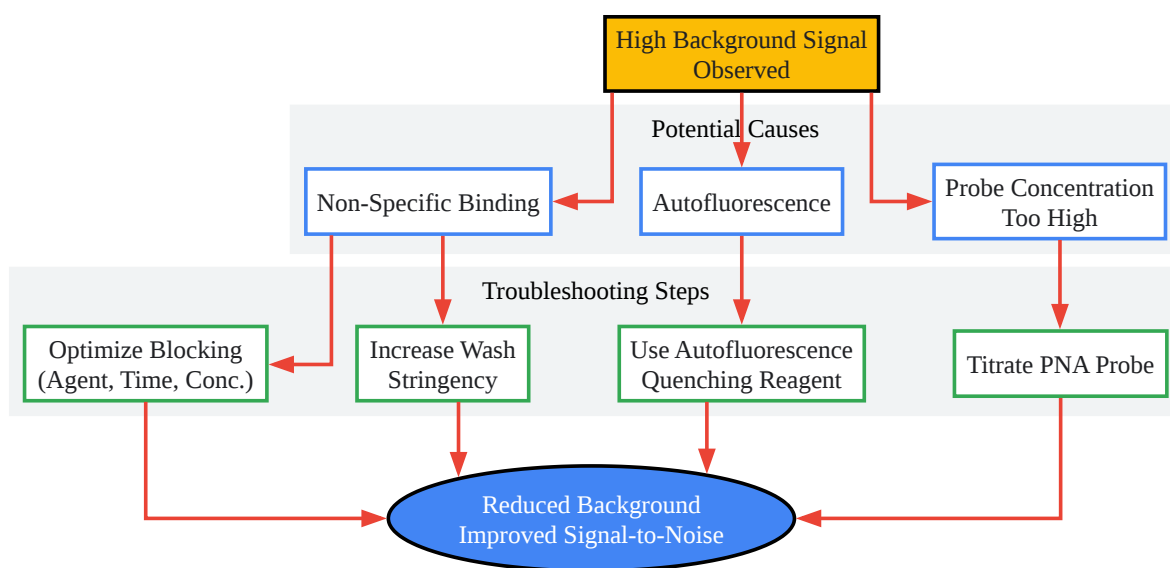 High Background Signal
Observed
Potential Causes
Non-Specific Binding
Autofluorescence
Probe Concentration
Too High
Troubleshooting Steps
Optimize Blocking
(Agent, Time, Conc.)
Increase Wash
Stringency
Use Autofluorescence
Quenching Reagent
Titrate PNA Probe
Reduced Background
Improved Signal-to-Noise